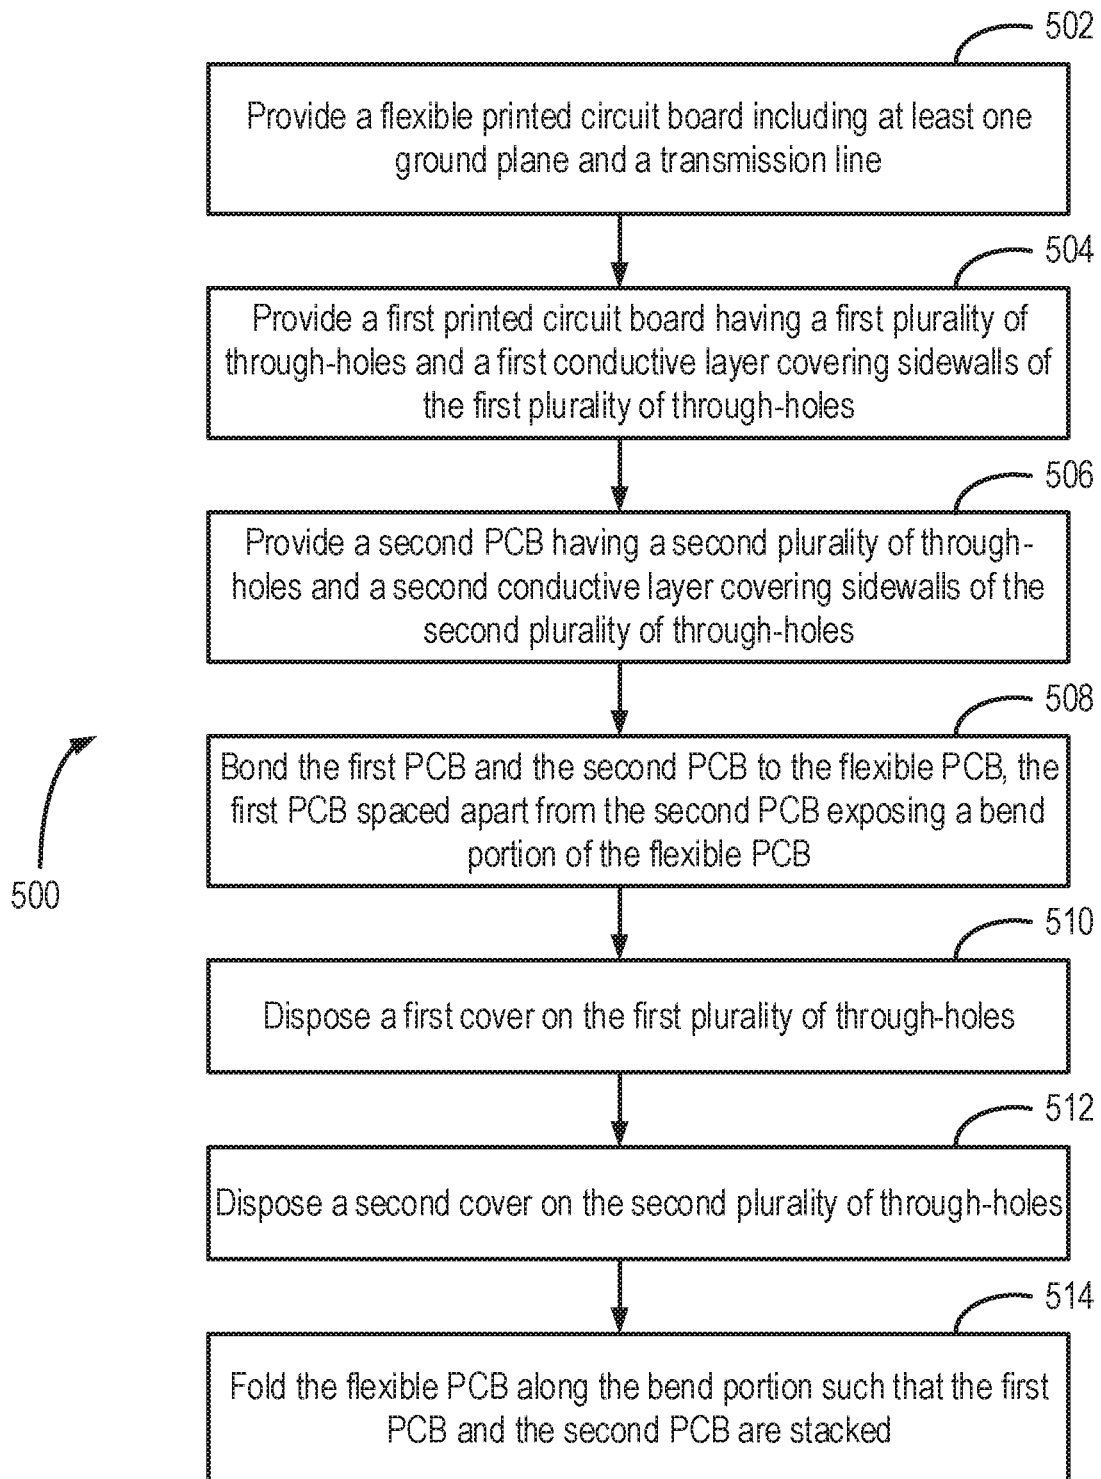 502
Provide a flexible printed circuit board including at least one
ground plane and a transmission line
504
Provide a first printed circuit board having a first plurality of
through-holes and a first conductive layer covering sidewalls of
the first plurality of through-holes
506
Provide a second PCB having a second plurality of through-
holes and a second conductive layer covering sidewalls of the
second plurality of through-holes
508
Bond the first PCB and the second PCB to the flexible PCB, the
first PCB spaced apart from the second PCB exposing a bend
portion of the flexible PCB
500
510
Dispose a first cover on the first plurality of through-holes
512
Dispose a second cover on the second plurality of through-holes
514
Fold the flexible PCB along the bend portion such that the first
PCB and the second PCB are stacked